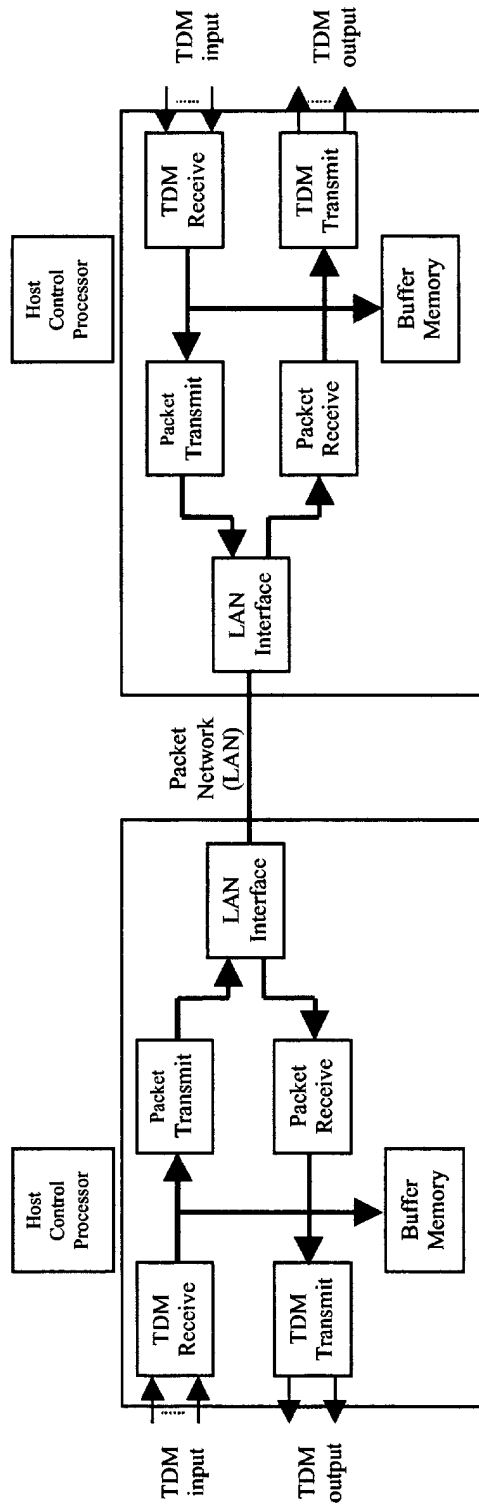 Host
Control
Processor
Host
Control
Processor
TDM
input
TDM
Receive
Packet
Transmit
Packet
Network
(LAN)
Packet
Transmit
TDM
Receive
TDM
input
LAN
Interface
LAN
Interface
TDM
output
TDM
Transmit
Packet
Receive
Packet
Receive
TDM
Transmit
TDM
output
Buffer
Memory
Buffer
Memory